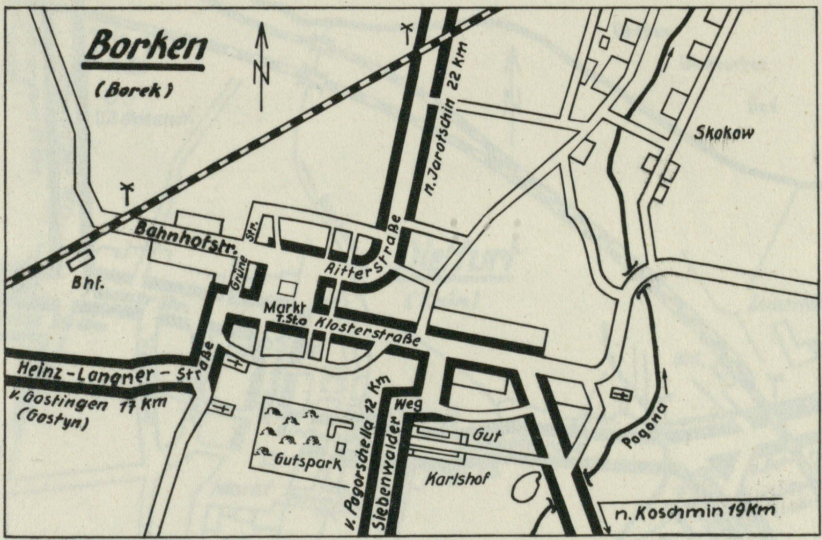 Borken
(Borek)
N
n. Jarotschin 22 Km
Skokow
Bahnhofstr.
Grüne Str.
Ritterstraße
Bhf.
Markt
T.St.o
Klosterstraße
Heinz-Langner-Straße
v. Gostingen 17 Km
(Gostyn)
v. Pogorschella 12 Km
Siebenwalder Weg
Gutspark
Gut
Karlshof
Pogona
n. Koschmin 19 Km